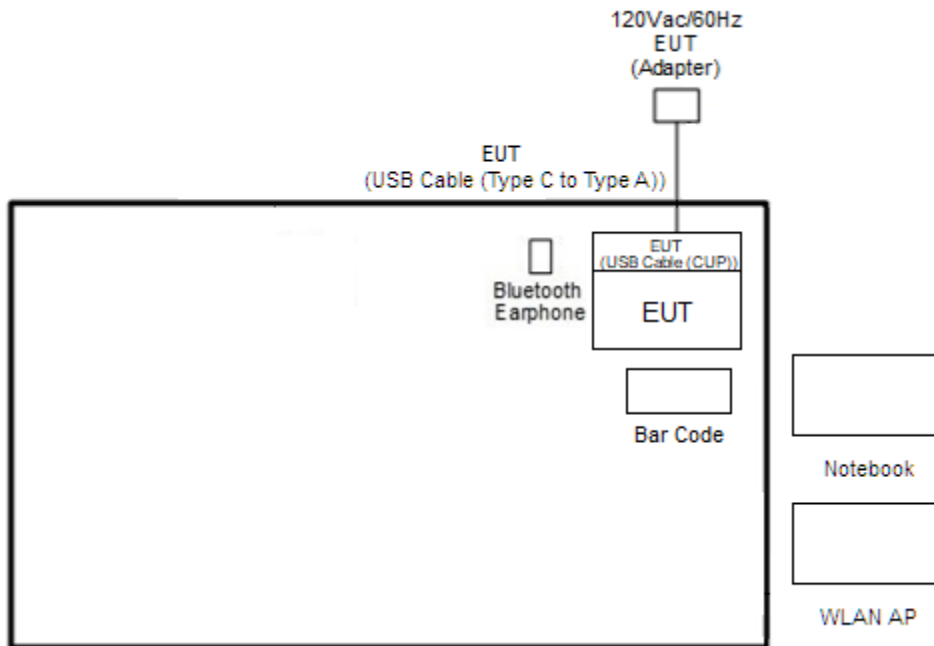 120Vac/60Hz
EUT
(Adapter)
EUT
(USB Cable (Type C to Type A))
EUT
(USB Cable (CUP))
Bluetooth
Earphone
EUT
Bar Code
Notebook
WLAN AP